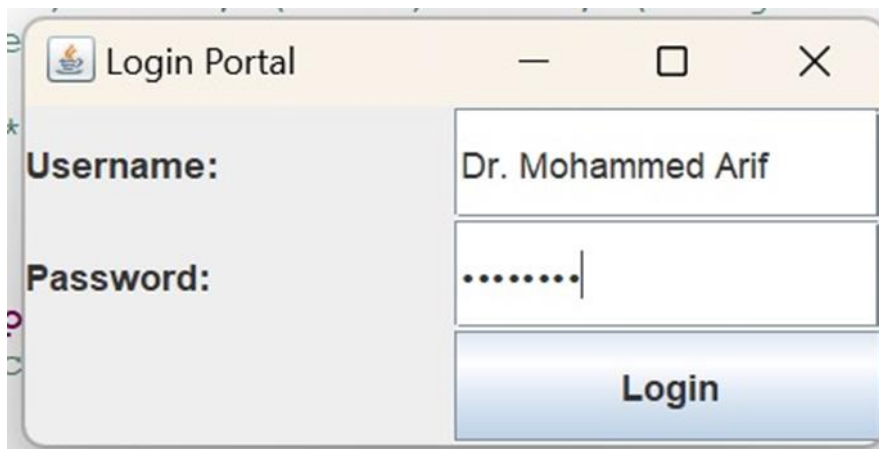 Login Portal
Username: Dr. Mohammed Arif
Password: ••••••••
Login